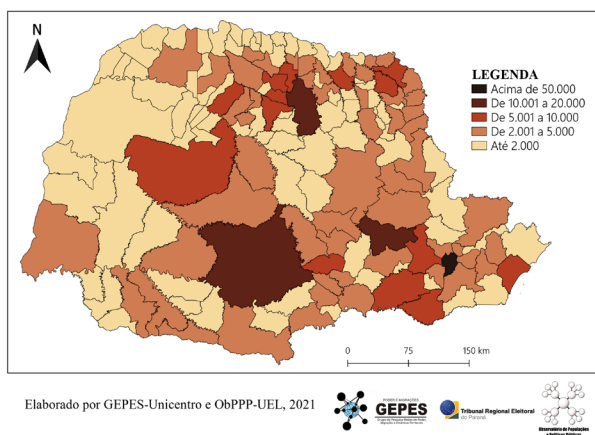 N
LEGENDA
Acima de 50.000
De 10.001 a 20.000
De 5.001 a 10.000
De 2.001 a 5.000
Até 2.000
0 75 150 km
Elaborado por GEPES-Unicentro e ObPPP-UEL, 2021
GEPES
Tribunal Regional Eleitoral
do Paraná
Observatório de Populações
e Políticas Públicas